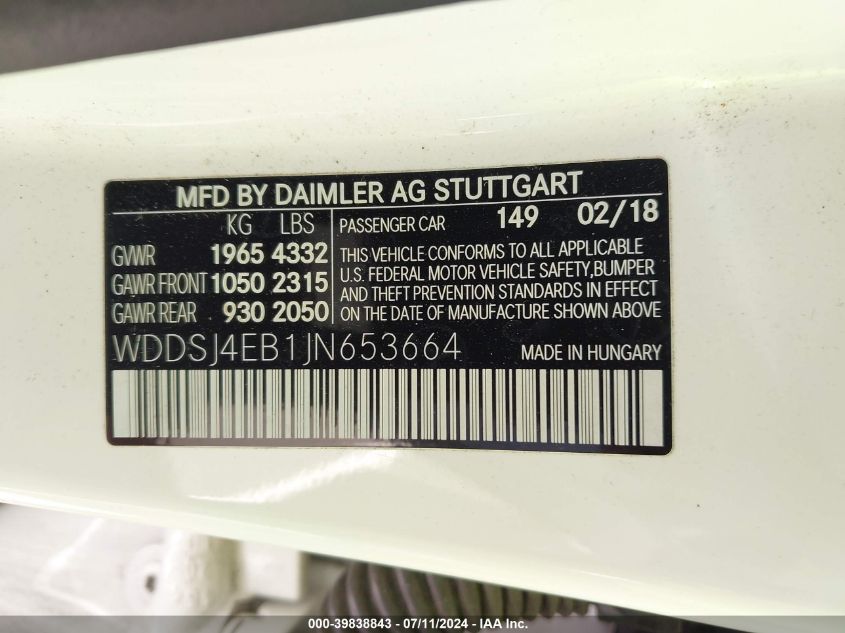 MFD BY DAIMLER AG STUTTGART
KG LBS PASSENGER CAR 149 02/18
GVWR 1965 4332
GAWR FRONT 1050 2315
GAWR REAR 930 2050
THIS VEHICLE CONFORMS TO ALL APPLICABLE
U.S. FEDERAL MOTOR VEHICLE SAFETY,BUMPER
AND THEFT PREVENTION STANDARDS IN EFFECT
ON THE DATE OF MANUFACTURE SHOWN ABOVE
WDDSJ4EB1JN653664 MADE IN HUNGARY
000-39838843 - 07/11/2024 - IAA Inc.